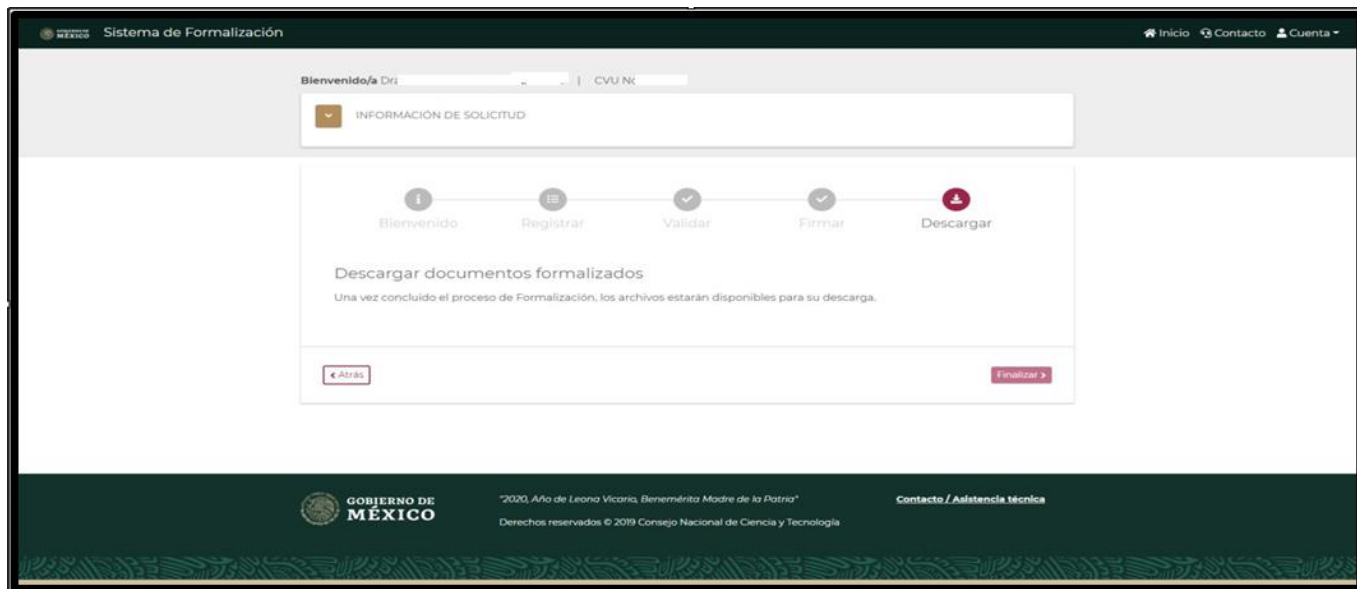 GOBIERNO DE MÉXICO Sistema de Formalización Inicio Contacto Cuenta
Bienvenido/a | CVU
INFORMACIÓN DE SOLICITUD
Bienvenido Registrar Validar Firmar Descargar
Descargar documentos formalizados
Una vez concluido el proceso de Formalización, los archivos estarán disponibles para su descarga.
Atrás Finalizar
GOBIERNO DE
MÉXICO
"2020, Año de Leona Vicario, Benemérita Madre de la Patria"
Derechos reservados © 2019 Consejo Nacional de Ciencia y Tecnología
Contacto / Asistencia técnica